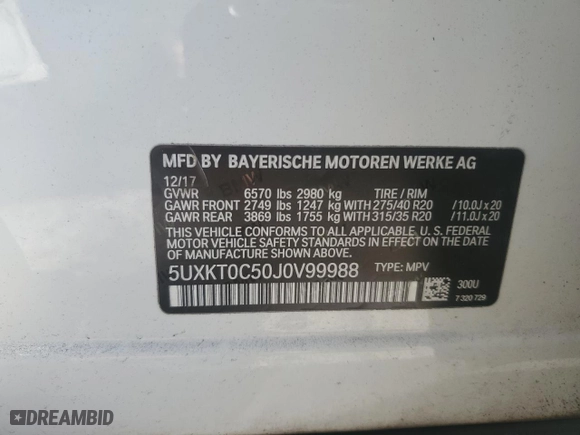 MFD BY BAYERISCHE MOTOREN WERKE AG
12/17
GVWR 6570 lbs 2980 kg TIRE / RIM
GAWR FRONT 2749 lbs 1247 kg WITH 275/40 R20 /10.0J x 20
GAWR REAR 3869 lbs 1755 kg WITH 315/35 R20 /11.0J x 20
THIS VEHICLE CONFORMS TO ALL APPLICABLE, U. S. FEDERAL
MOTOR VEHICLE SAFETY STANDARDS IN EFFECT ON THE DATE OF
MANUFACTURE SHOWN ABOVE.
5UXKT0C50J0V99988 TYPE: MPV
300U
7 320 729
DREAMBID